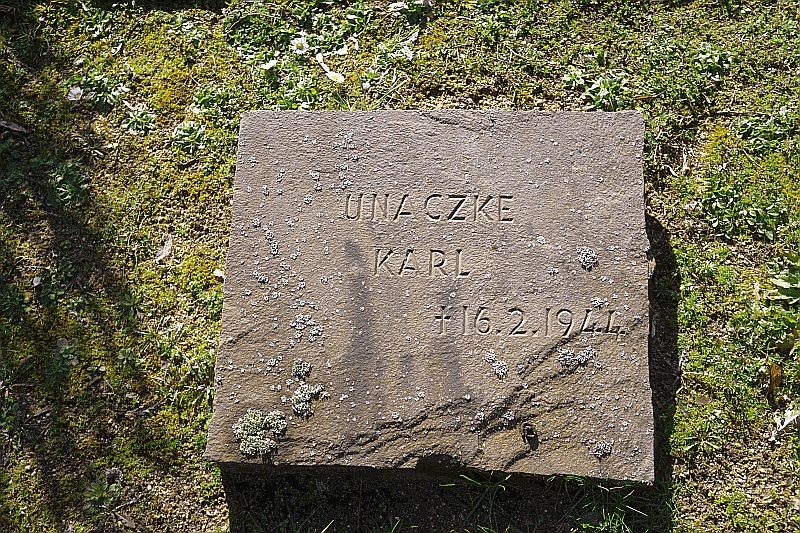 UNACZKE
KARL
† 16.2.1944.